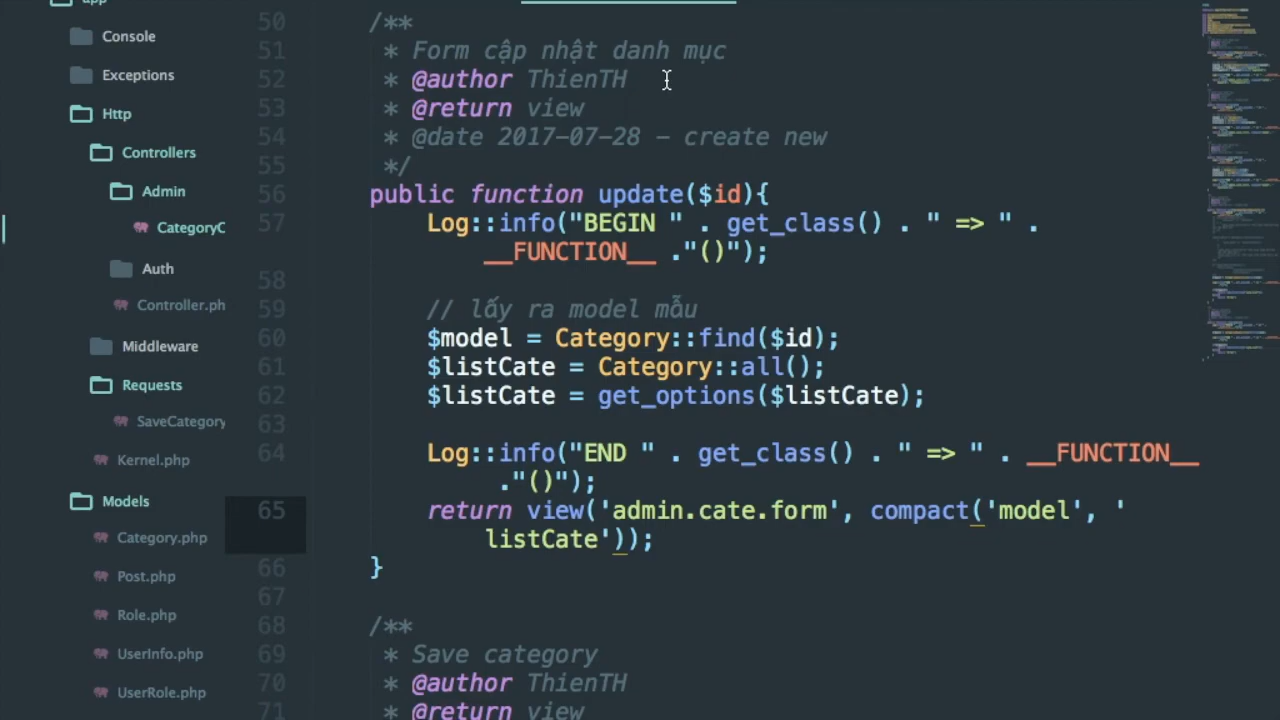 app
Console
Exceptions
Http
Controllers
Admin
CategoryC
Auth
Controller.ph
Middleware
Requests
SaveCategory
Kernel.php
Models
Category.php
Post.php
Role.php
UserInfo.php
UserRole.php
50 /**
51 * Form cập nhật danh mục
52 * @author ThienTH
53 * @return view
54 * @date 2017-07-28 - create new
55 */
56 public function update($id){
57 Log::info("BEGIN " . get_class() . " => " .
__FUNCTION__ ."()");
58
59 // lấy ra model mẫu
60 $model = Category::find($id);
61 $listCate = Category::all();
62 $listCate = get_options($listCate);
63
64 Log::info("END " . get_class() . " => " . __FUNCTION__
."()");
65 return view('admin.cate.form', compact('model', '
listCate'));
66 }
67
68 /**
69 * Save category
70 * @author ThienTH
71 * @return view